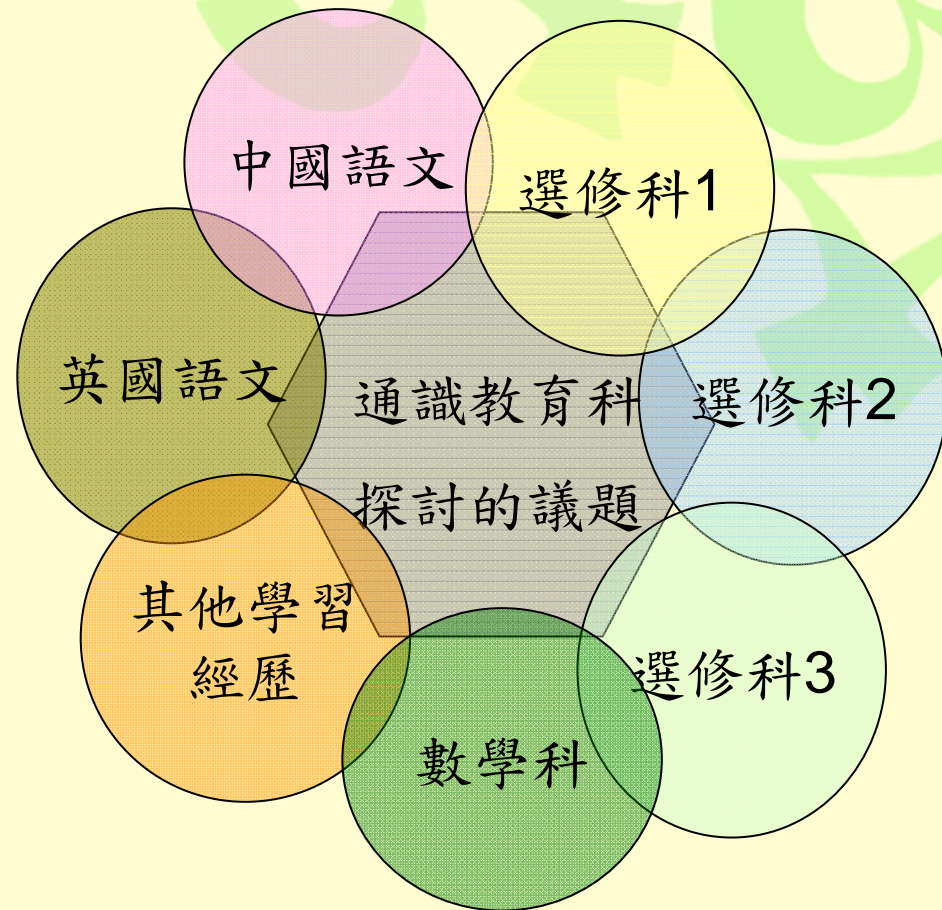 中國語文
選修科1
英國語文
通識教育科
探討的議題
選修科2
其他學習
經歷
選修科3
數學科